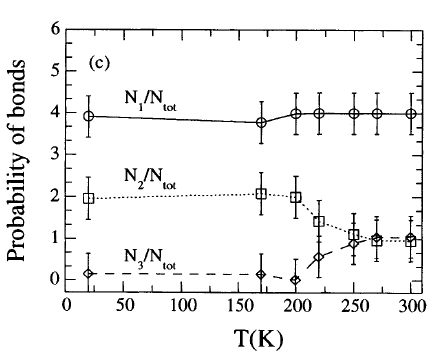 6
(c)
5
N1/Ntot
4
3
N2/Ntot
2
1
N3/Ntot
0
0 50 100 150 200 250 300
T(K)
Probability of bonds